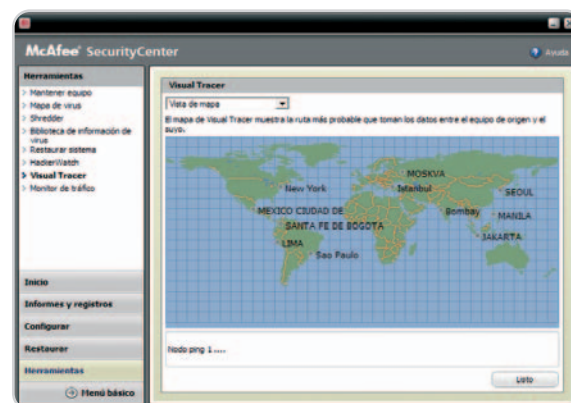 McAfee® SecurityCenter
Ayuda
Herramientas
Mantener equipo
Mapa de virus
Shredder
Biblioteca de información de
virus
Restaurar sistema
HackerWatch
Visual Tracer
Monitor de tráfico
Inicio
Informes y registros
Configurar
Restaurar
Herramientas
Menú básico
Visual Tracer
Vista de mapa
El mapa de Visual Tracer muestra la ruta más probable que toman los datos entre el equipo de origen y el
suyo.
MOSKVA
New York
Istanbul
SEOUL
MEXICO CIUDAD DE
Bombay
MANILA
SANTA FE DE BOGOTA
LIMA
JAKARTA
Sao Paulo
Nodo ping 1 ....
Listo